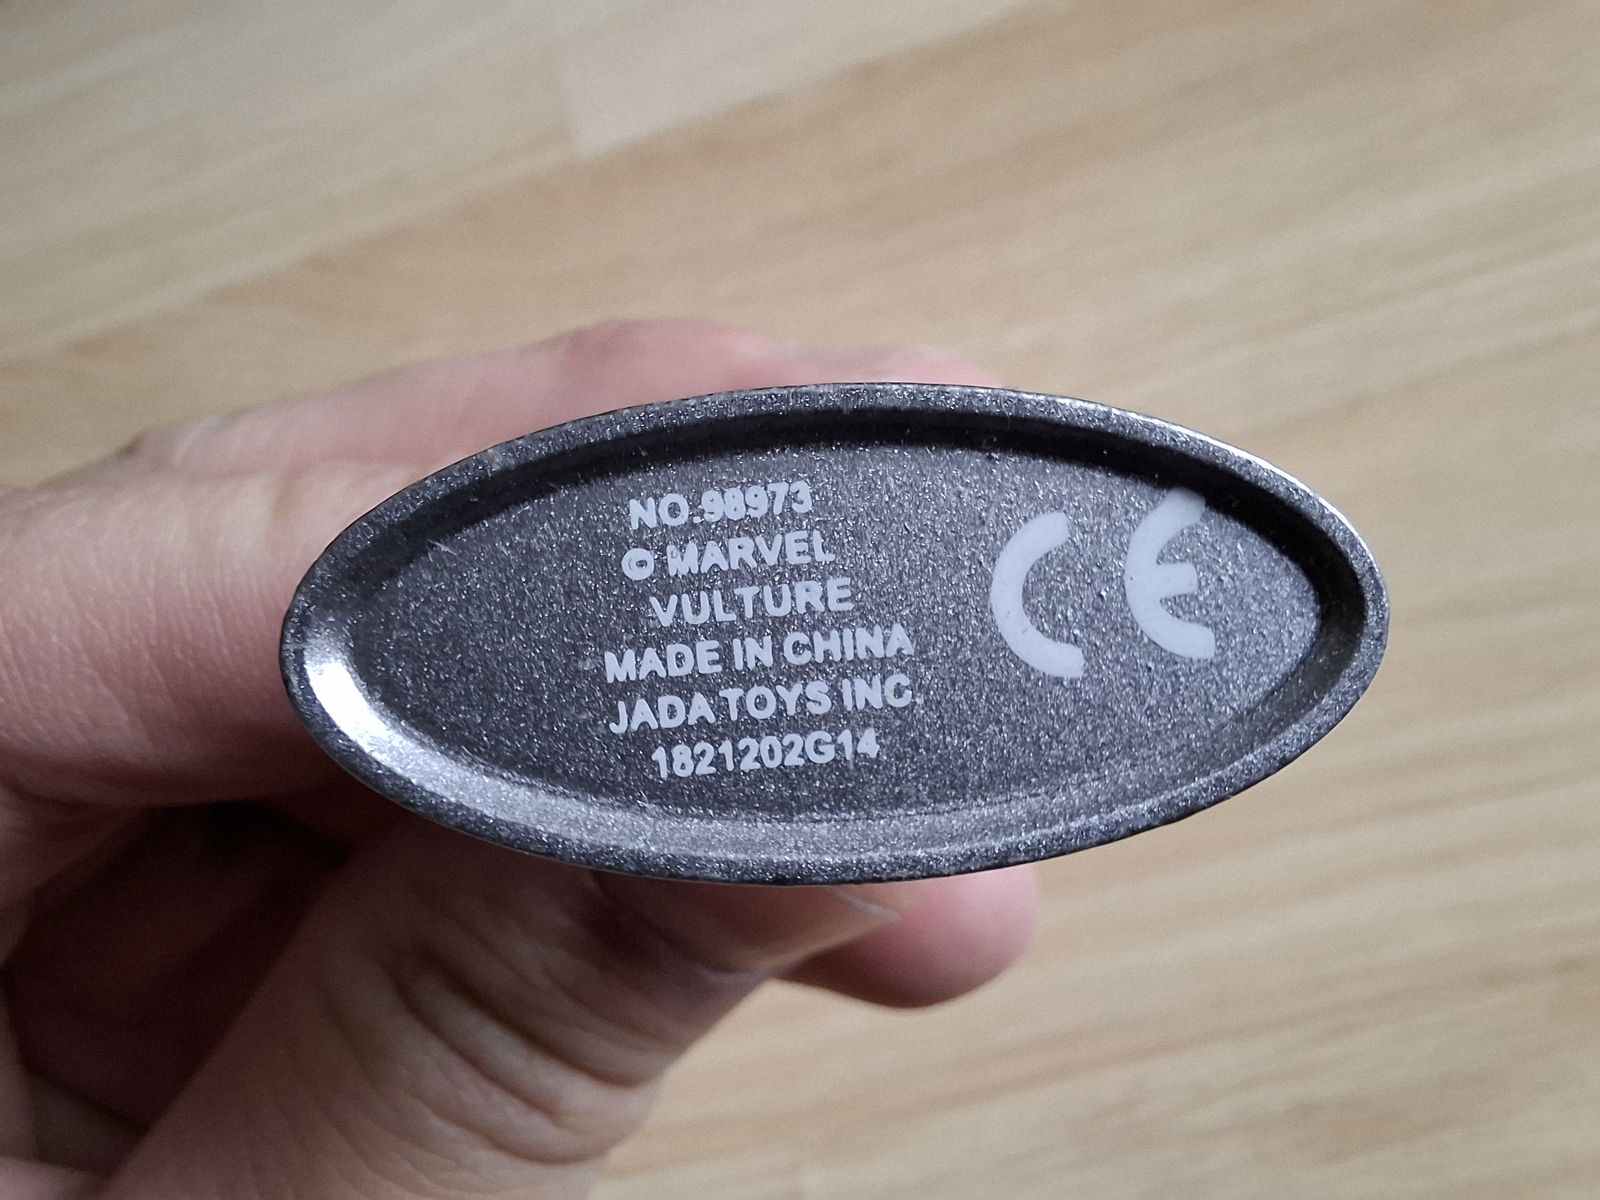 NO.98973
© MARVEL
VULTURE
MADE IN CHINA
JADA TOYS INC.
1821202G14
CE